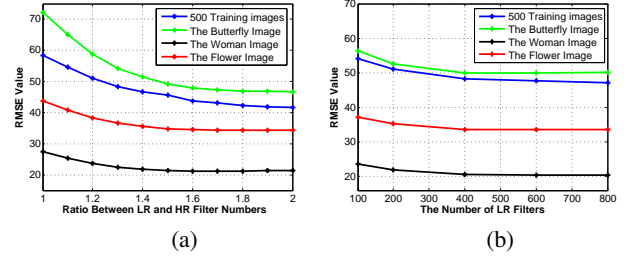 500 Training images
The Butterfly Image
The Woman Image
The Flower Image
70
60
50
40
30
20
RMSE Value
1
1.2
1.4
1.6
1.8
2
Ratio Between LR and HR Filter Numbers
(a)
500 Training images
The Butterfly Image
The Woman Image
The Flower Image
70
60
50
40
30
20
RMSE Value
100
200
400
600
800
The Number of LR Filters
(b)